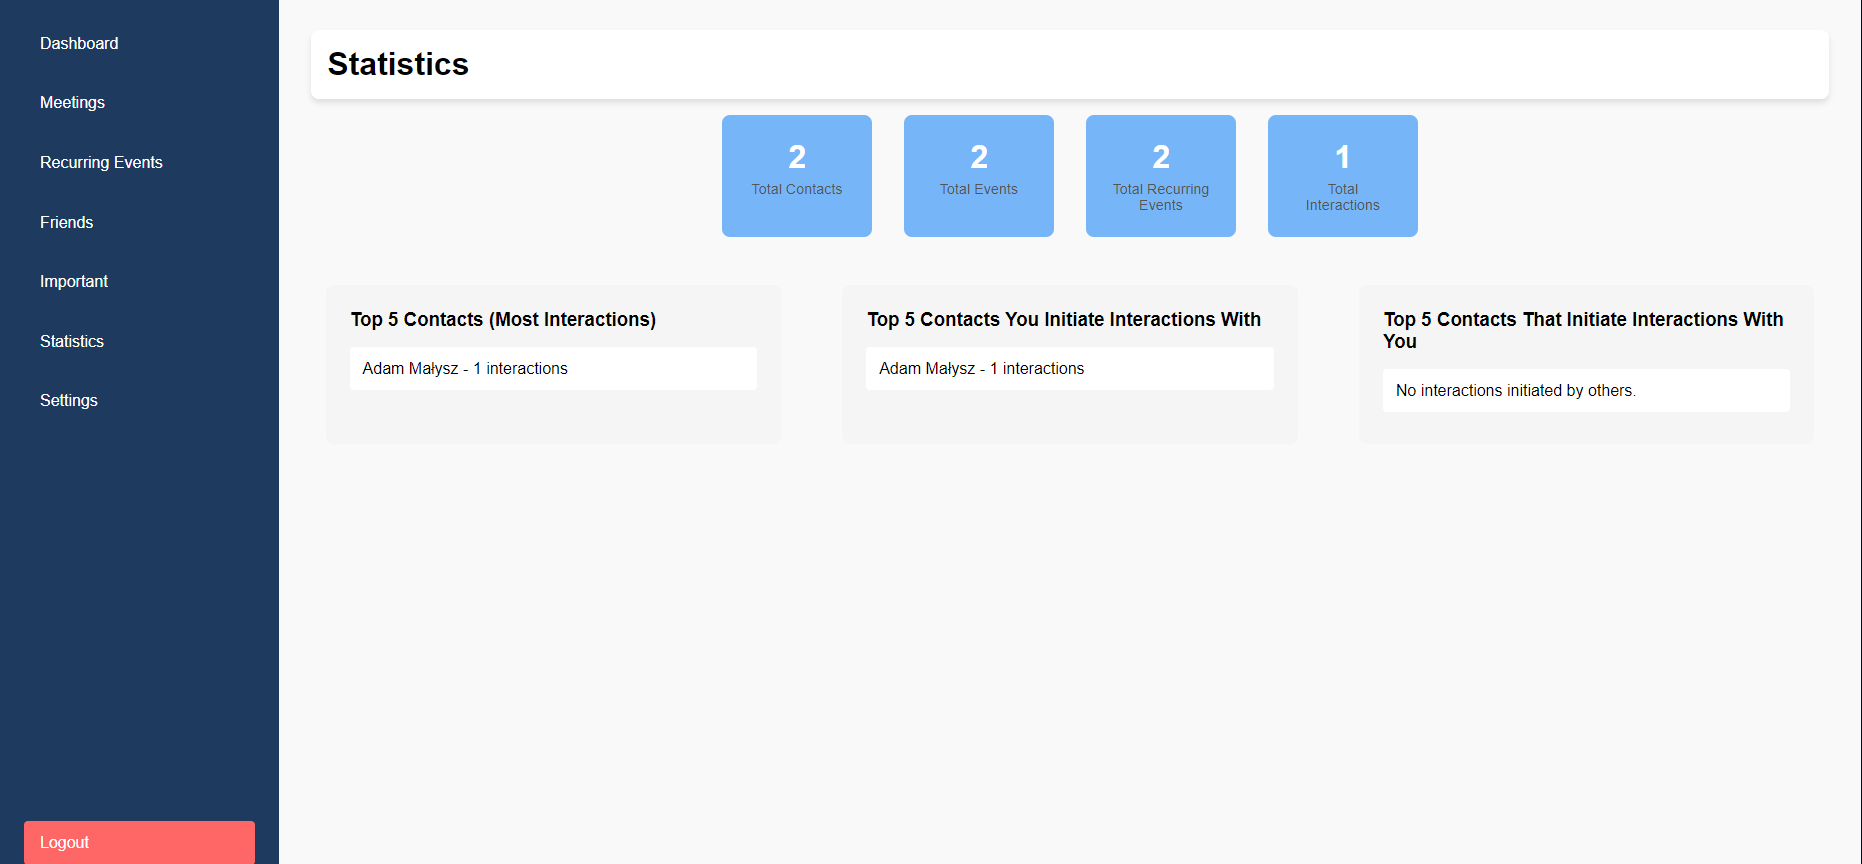 Dashboard
Meetings
Recurring Events
Friends
Important
Statistics
Settings
Logout
Statistics
2
Total Contacts
2
Total Events
2
Total Recurring
Events
1
Total
Interactions
Top 5 Contacts (Most Interactions)
Adam Małysz - 1 interactions
Top 5 Contacts You Initiate Interactions With
Adam Małysz - 1 interactions
Top 5 Contacts That Initiate Interactions With
You
No interactions initiated by others.